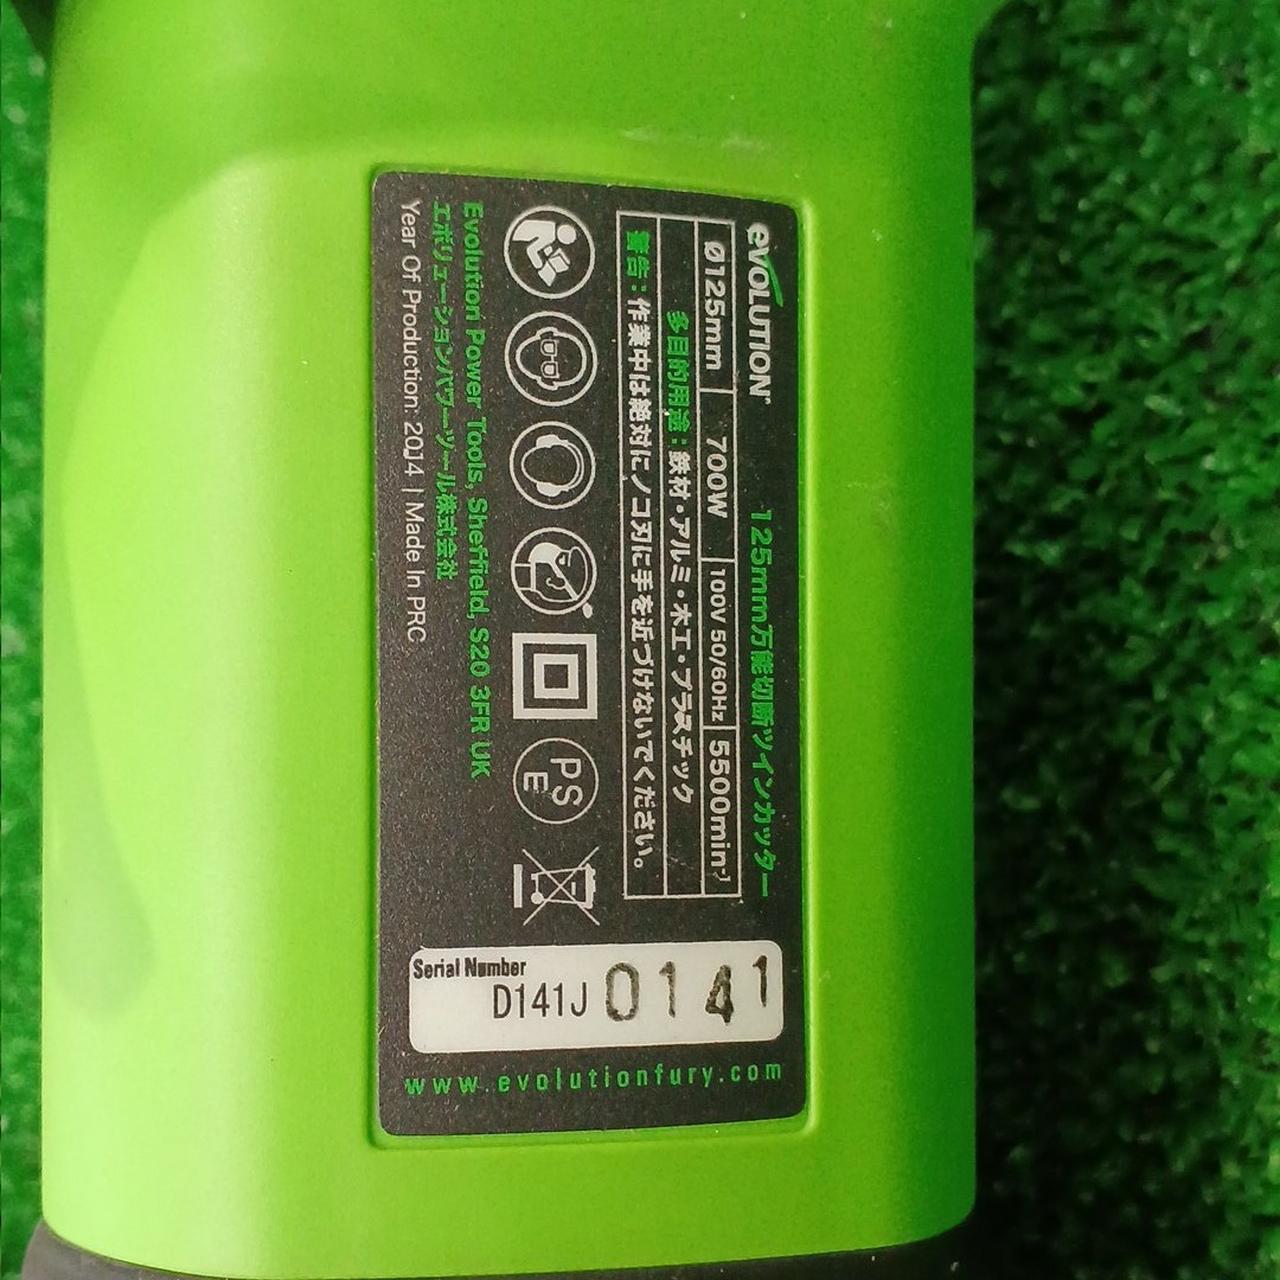 evolution
125mm万能切断ツインカッター
Ø125mm 700W 100V 50/60Hz 5500min-1
多目的用途：鉄材・アルミ・木工・プラスチック
警告：作業中は絶対にノコ刃に手を近づけないでください。
PS
E
Evolution Power Tools, Sheffield, S20 3FR UK
エボリューションパワーツール株式会社
Year Of Production: 2014 | Made In PRC
Serial Number
D141J 0141
www.evolutionfury.com